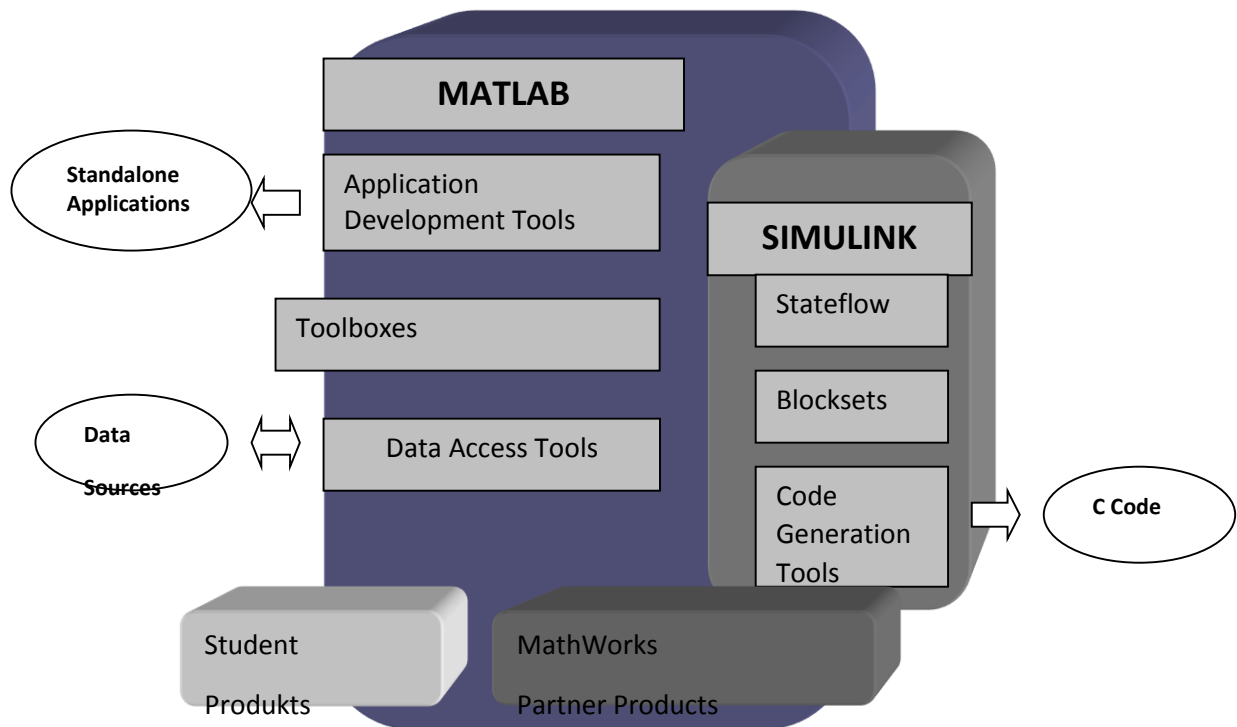 MATLAB
Standalone
Applications
Application
Development Tools
SIMULINK
Stateflow
Toolboxes
Blocksets
Data
Sources
Data Access Tools
Code
Generation
Tools
C Code
Student
Produkts
MathWorks
Partner Products